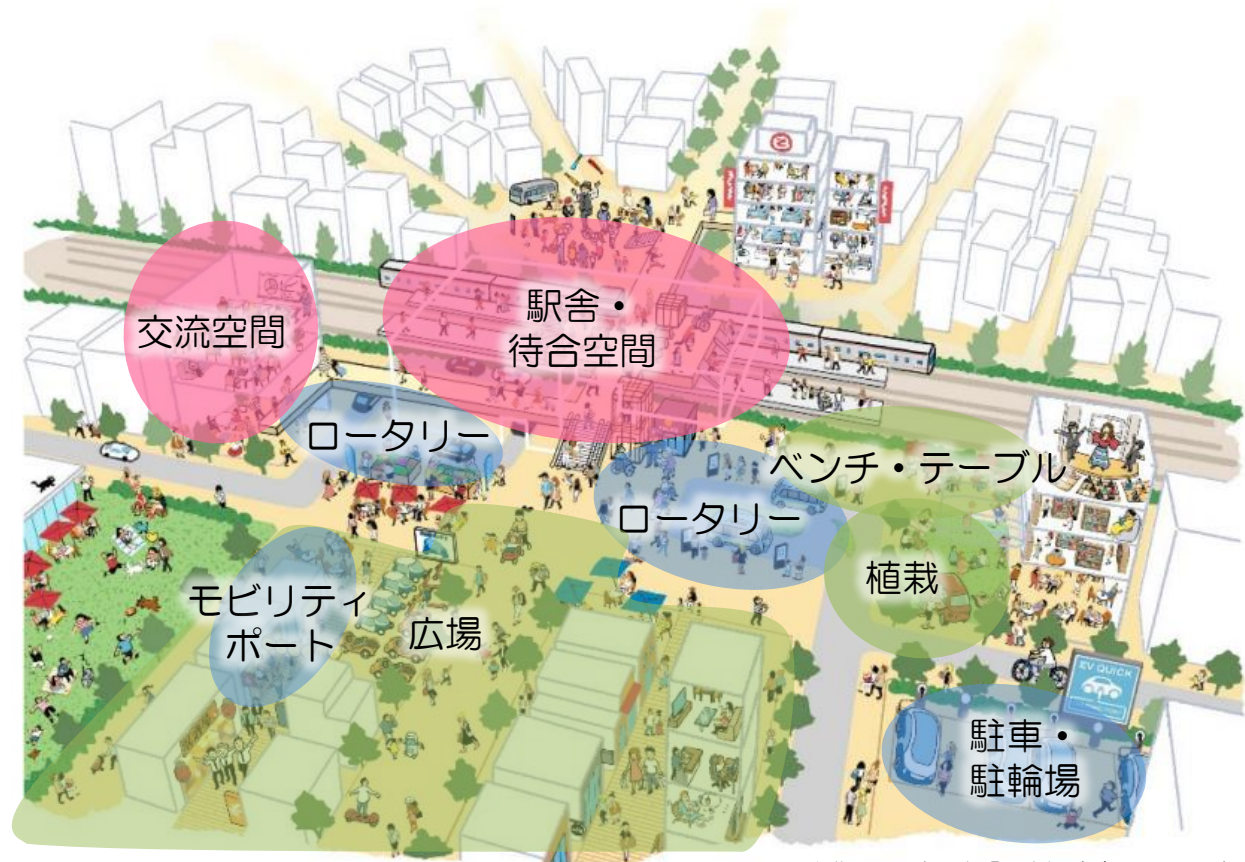 交流空間
駅舎・
待合空間
ロータリー
ベンチ・テーブル
ロータリー
植栽
モビリティ
ポート
広場
EV QUICK
駐車・
駐輪場